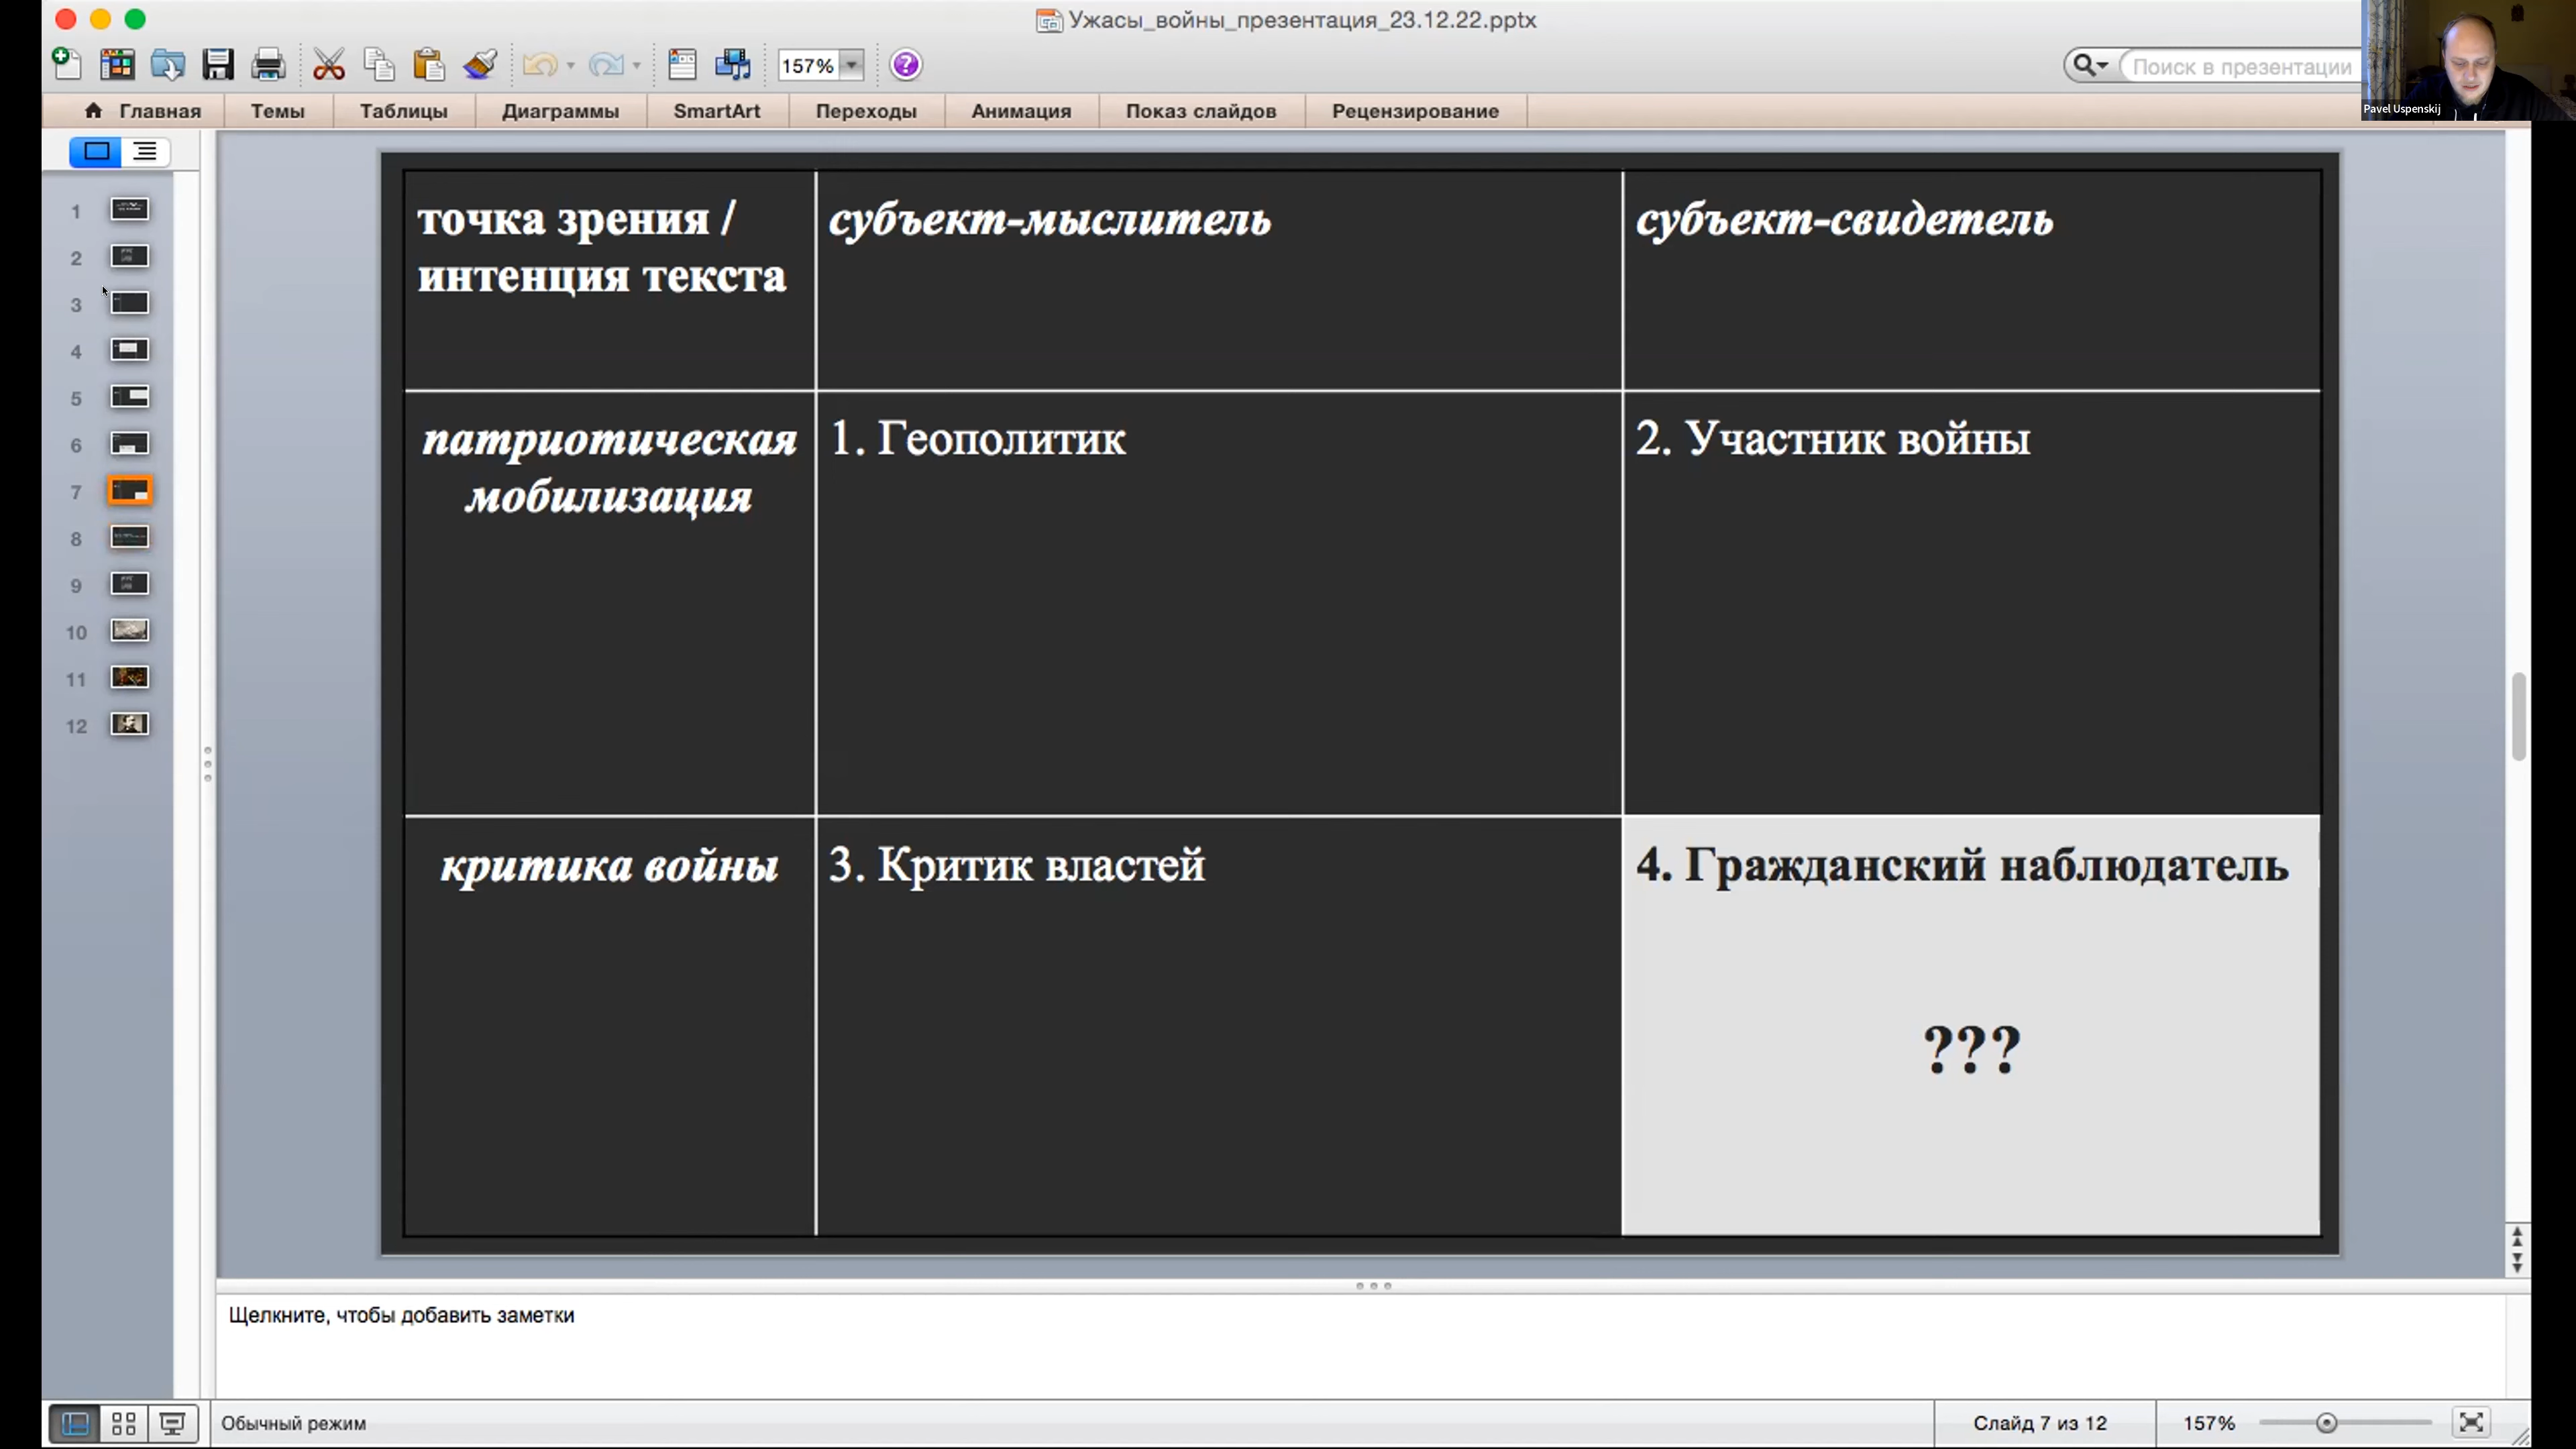 Ужасы_войны_презентация_23.12.22.pptx
157%
Поиск в презентации
Pavel Uspenskij
Главная
Темы
Таблицы
Диаграммы
SmartArt
Переходы
Анимация
Показ слайдов
Рецензирование
1
2
3
4
5
6
7
8
9
10
11
12
точка зрения /
интенция текста
субъект-мыслитель
субъект-свидетель
патриотическая
мобилизация
1. Геополитик
2. Участник войны
критика войны
3. Критик властей
4. Гражданский наблюдатель
???
Щелкните, чтобы добавить заметки
Обычный режим
Слайд 7 из 12
157%